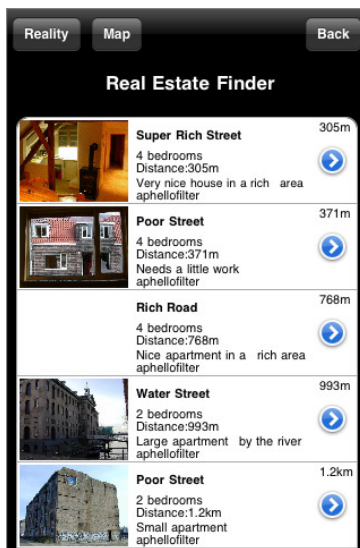 Reality Map Back
Real Estate Finder
Super Rich Street 305m
4 bedrooms
Distance:305m
Very nice house in a rich area
aphellofilter
Poor Street 371m
4 bedrooms
Distance:371m
Needs a little work
aphellofilter
Rich Road 768m
4 bedrooms
Distance:768m
Nice apartment in a rich area
aphellofilter
Water Street 993m
2 bedrooms
Distance:993m
Large apartment by the river
aphellofilter
Poor Street 1.2km
2 bedrooms
Distance:1.2km
Small apartment
aphellofilter